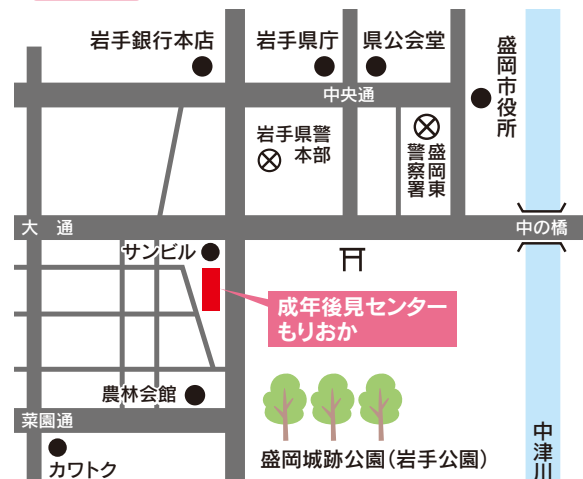 岩手銀行本店
岩手県庁
県公会堂
盛岡市役所
中央通
岩手県警
本部
盛岡東
警察署
大　通
中の橋
サンビル
成年後見センター
もりおか
農林会館
菜園通
カワトク
盛岡城跡公園(岩手公園)
中津川